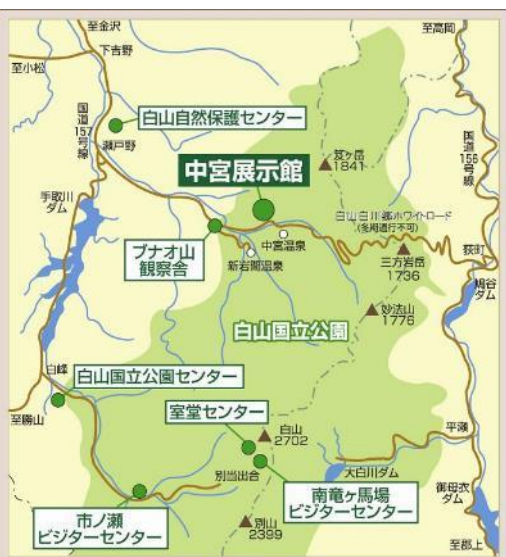 至金沢
至高岡
下吉野
至小松
国道
157
号線
白山自然保護センター
瀬戸野
国道
156
号線
中宮展示館
笈ヶ岳
1841
手取川
ダム
白山白川郷ホワイトロード
(冬期通行不可)
ブナオ山
観察舎
中宮温泉
新岩間温泉
三方岩岳
1736
荻町
鳩谷
ダム
妙法山
1776
白山国立公園
白峰
白山国立公園センター
至勝山
室堂センター
白山
2702
平瀬
大白川ダム
別当出合
南竜ヶ馬場
ビジターセンター
御母衣
ダム
市ノ瀬
ビジターセンター
別山
2399
至郡上